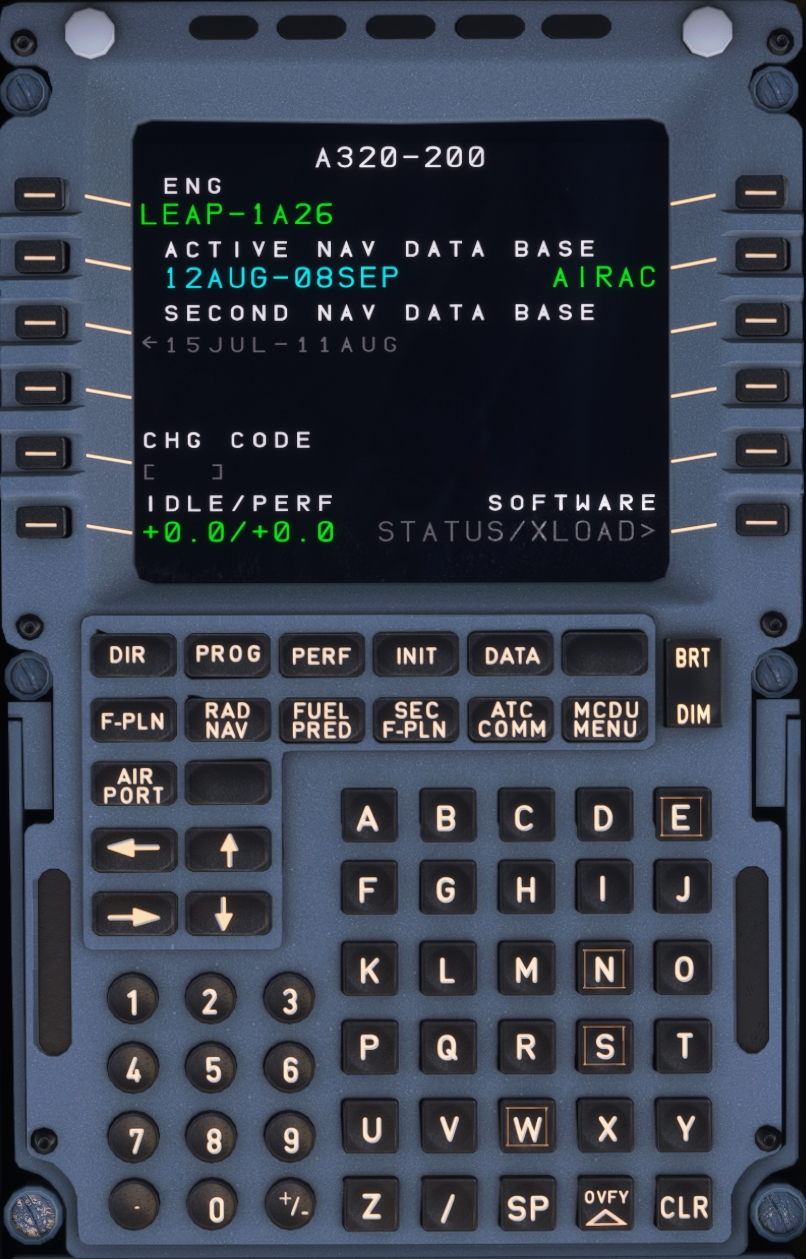 A320-200
ENG
LEAP-1A26
ACTIVE NAV DATA BASE
12AUG-08SEP AIRAC
SECOND NAV DATA BASE
←15JUL-11AUG
CHG CODE
[ ]
IDLE/PERF SOFTWARE
+0.0/+0.0 STATUS/XLOAD>
DIR PROG PERF INIT DATA
BRT
F-PLN RAD NAV FUEL PRED SEC F-PLN ATC COMM MCDU MENU
DIM
AIR PORT
A B C D E
← ↑
F G H I J
→ ↓
K L M N O
1 2 3
P Q R S T
4 5 6
U V W X Y
7 8 9
Z / SP OVFY △ CLR
. 0 +/-